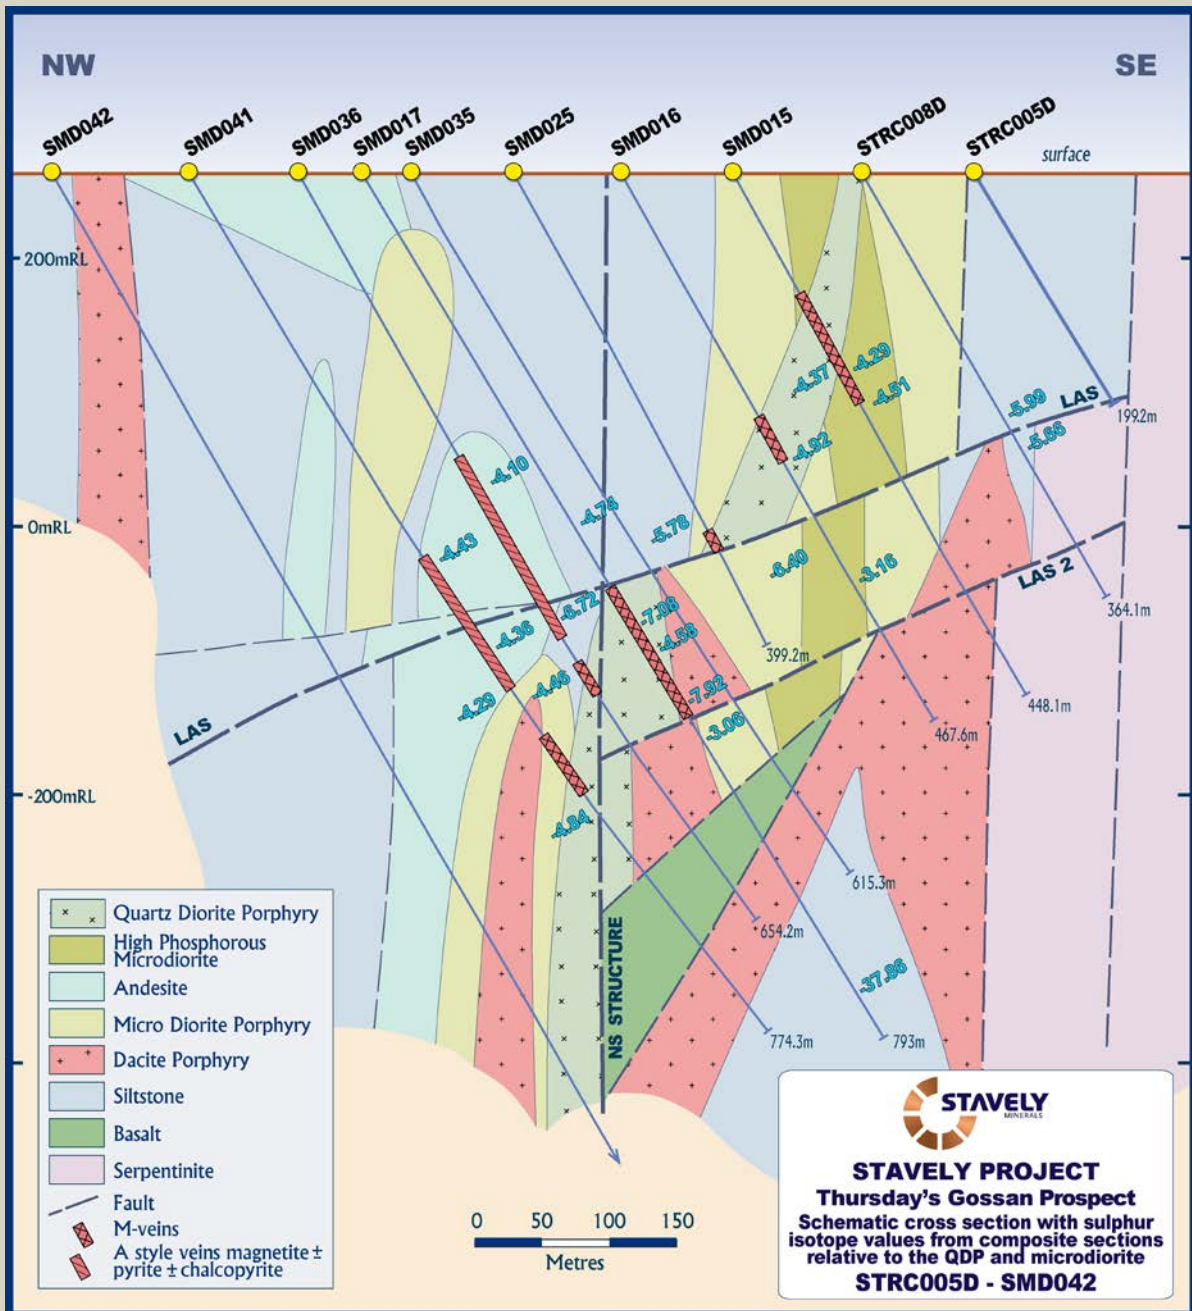 NW
SE
SMD042
SMD041
SMD036
SMD017
SMD035
SMD025
SMD016
SMD015
STRC008D
STRC005D
surface
200mRL
-4.29
-4.37
-4.51
-5.99
LAS
199.2m
-5.66
-4.92
-4.10
-4.74
0mRL
-5.78
-4.43
-6.40
-3.16
LAS 2
-6.72
-7.08
364.1m
-4.36
-4.58
399.2m
-4.46
-7.92
-4.29
448.1m
LAS
-3.06
467.6m
-200mRL
-4.84
615.3m
654.2m
NS STRUCTURE
-37.86
774.3m
793m
Quartz Diorite Porphyry
High Phosphorous
Microdiorite
Andesite
Micro Diorite Porphyry
Dacite Porphyry
Siltstone
Basalt
Serpentinite
Fault
M-veins
A style veins magnetite ±
pyrite ± chalcopyrite
0 50 100 150
Metres
STAVELY
MINERALS
STAVELY PROJECT
Thursday's Gossan Prospect
Schematic cross section with sulphur
isotope values from composite sections
relative to the QDP and microdiorite
STRC005D - SMD042